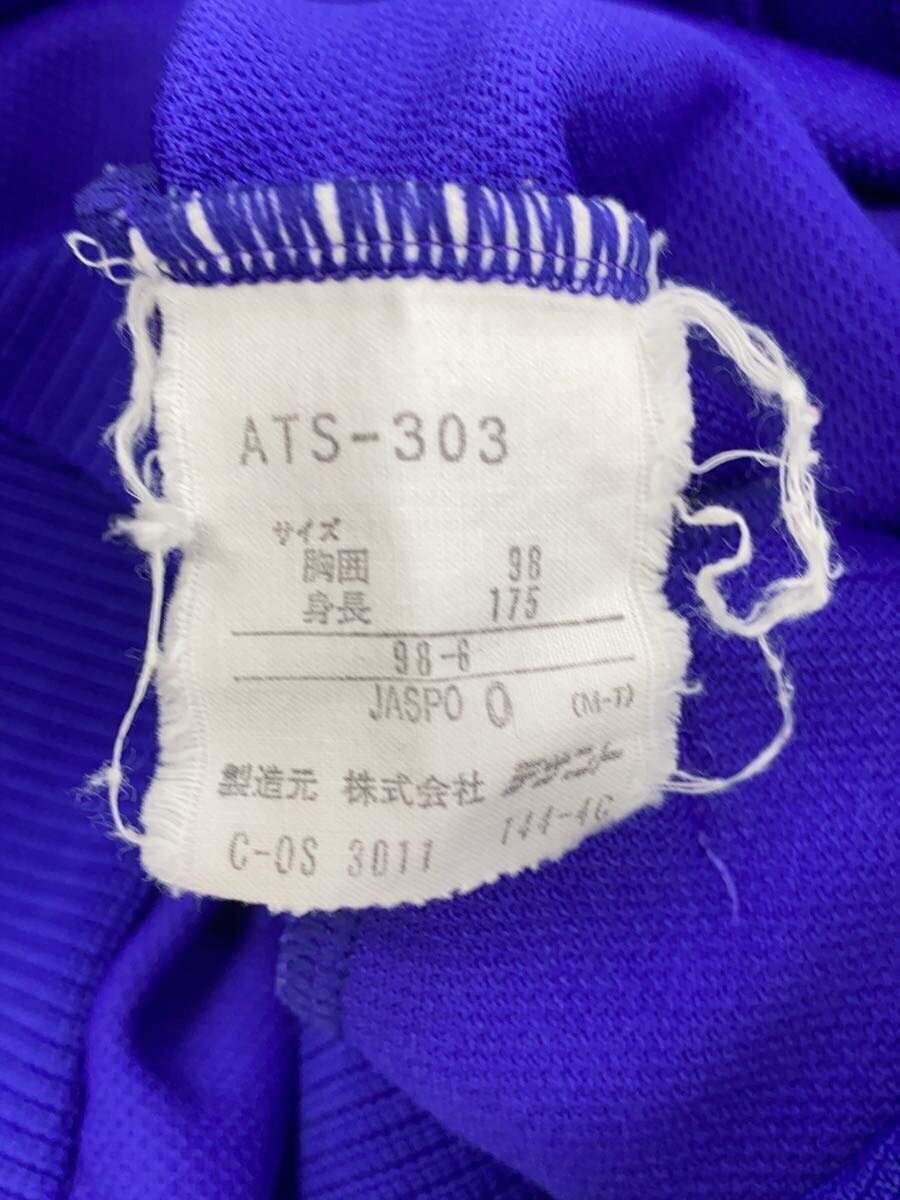 ATS-303
サイズ
胸囲 98
身長 175
98-6
JASPO O (M-T)
製造元 株式会社 デサント
C-OS 3011 144-4C